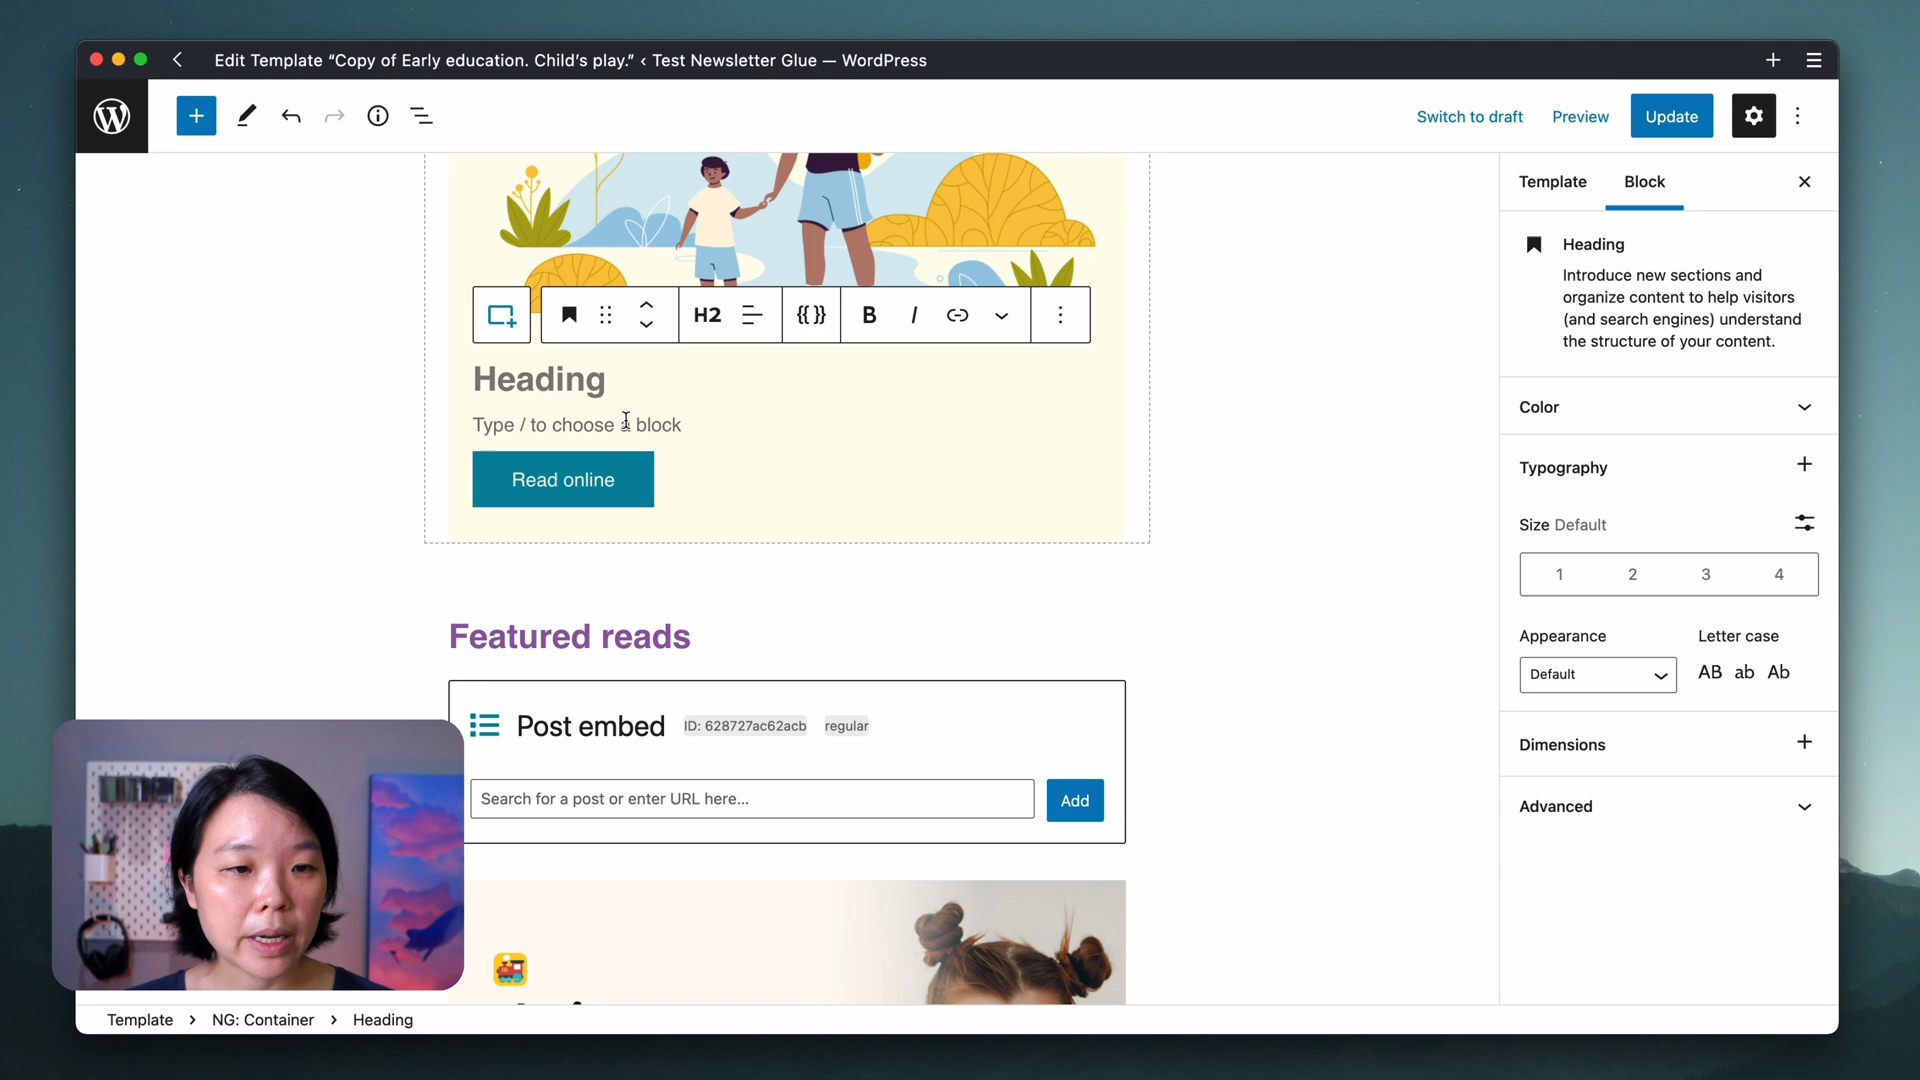 Edit Template “Copy of Early education. Child’s play.” ‹ Test Newsletter Glue — WordPress
Switch to draft
Preview
Update
Template
Block
Heading
Introduce new sections and
organize content to help visitors
(and search engines) understand
the structure of your content.
H2
{{ }}
B
I
Heading
Type / to choose a block
Read online
Color
Typography
Size Default
1 2 3 4
Appearance
Letter case
Default
AB ab Ab
Dimensions
Advanced
Featured reads
Post embed ID: 628727ac62acb regular
Search for a post or enter URL here...
Add
Template › NG: Container › Heading